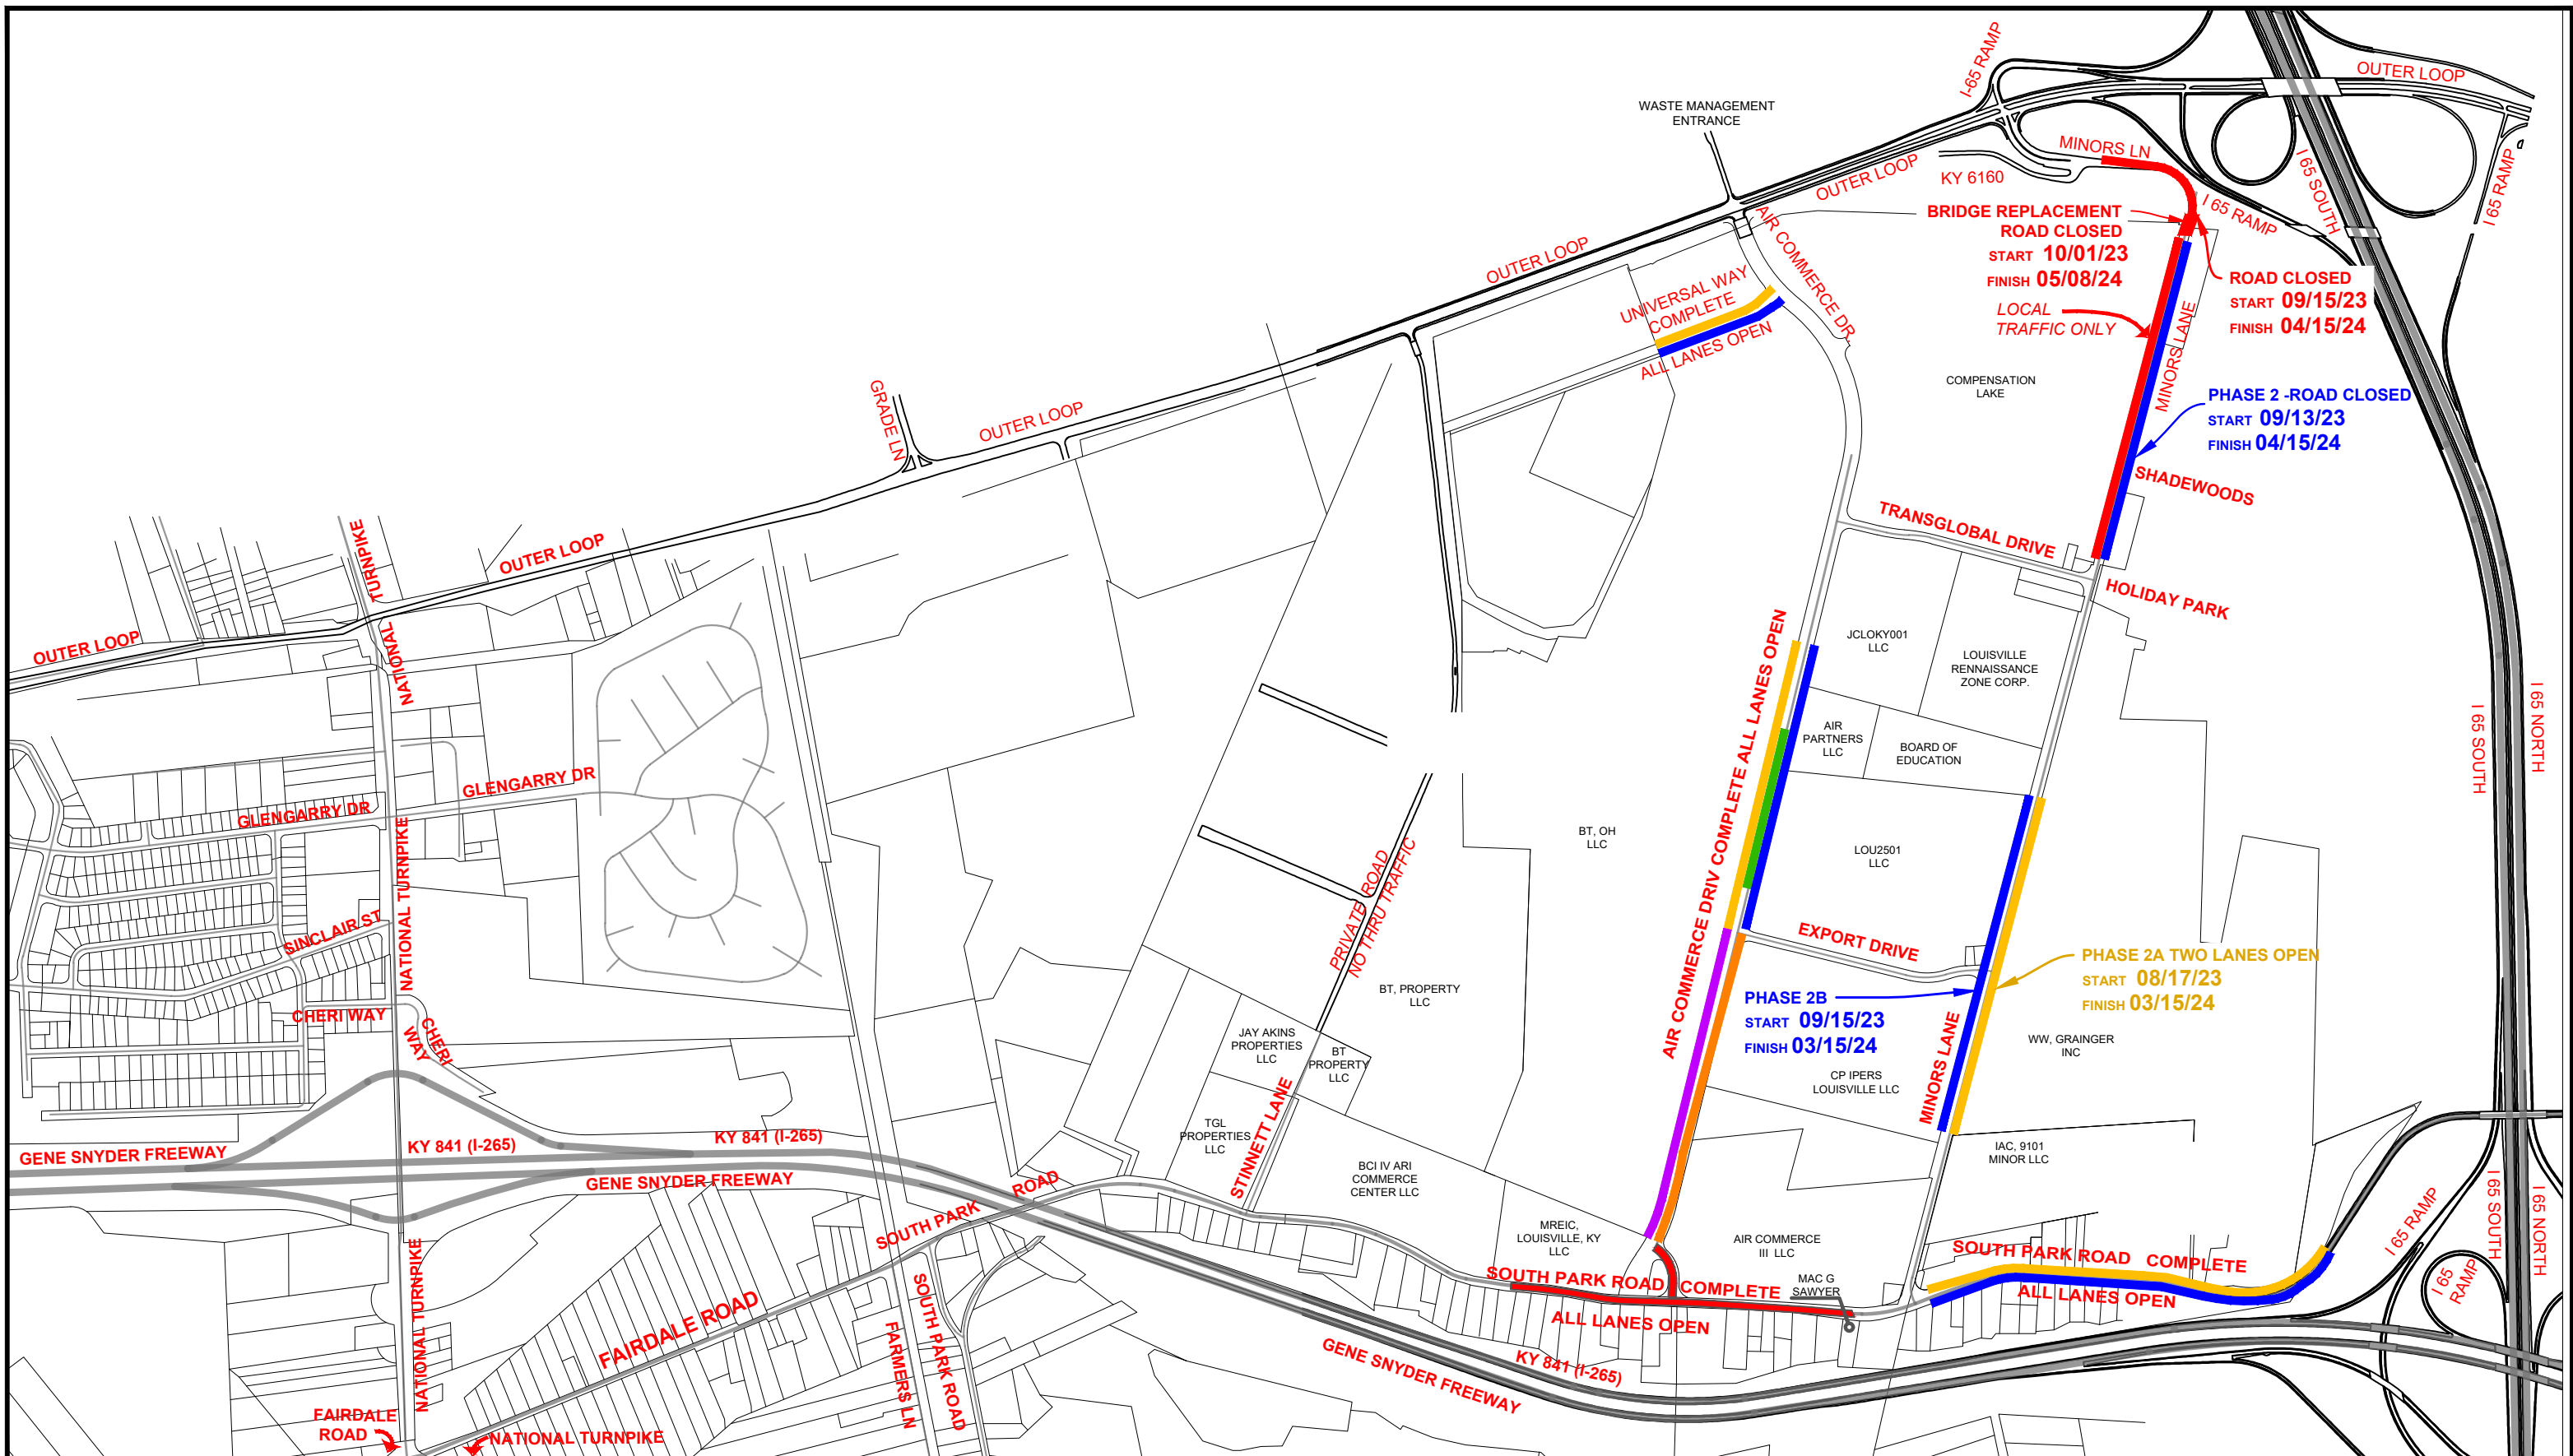 I-65 RAMP
OUTER LOOP
WASTE MANAGEMENT
ENTRANCE
MINORS LN
I 65 SOUTH
I 65 RAMP
OUTER LOOP
KY 6160
I 65 RAMP
BRIDGE REPLACEMENT
ROAD CLOSED
START 10/01/23
FINISH 05/08/24
ROAD CLOSED
START 09/15/23
FINISH 04/15/24
LOCAL
TRAFFIC ONLY
MINORS LANE
AIR COMMERCE DR.
OUTER LOOP
UNIVERSAL WAY
COMPLETE
ALL LANES OPEN
COMPENSATION
LAKE
PHASE 2 -ROAD CLOSED
START 09/13/23
FINISH 04/15/24
GRADE LN
OUTER LOOP
SHADEWOODS
TRANSGLOBAL DRIVE
HOLIDAY PARK
NATIONAL
TURNPIKE
OUTER LOOP
OUTER LOOP
JCLOKY001
LLC
LOUISVILLE
RENNAISSANCE
ZONE CORP.
AIR
PARTNERS
LLC
BOARD OF
EDUCATION
I 65 SOUTH
I 65 NORTH
AIR COMMERCE DRIV COMPLETE ALL LANES OPEN
GLENGARRY DR
GLENGARRY DR
NATIONAL TURNPIKE
BT, OH
LLC
LOU2501
LLC
PRIVATE ROAD
NO THRU TRAFFIC
SINCLAIR ST
EXPORT DRIVE
PHASE 2A TWO LANES OPEN
START 08/17/23
FINISH 03/15/24
PHASE 2B
START 09/15/23
FINISH 03/15/24
BT, PROPERTY
LLC
CHERI WAY
CHERI
WAY
JAY AKINS
PROPERTIES
LLC
BT
PROPERTY
LLC
MINORS LANE
WW, GRAINGER
INC
CP IPERS
LOUISVILLE LLC
STINNETT LANE
TGL
PROPERTIES
LLC
GENE SNYDER FREEWAY
KY 841 (I-265)
KY 841 (I-265)
GENE SNYDER FREEWAY
BCI IV ARI
COMMERCE
CENTER LLC
IAC, 9101
MINOR LLC
SOUTH PARK ROAD
MREIC,
LOUISVILLE, KY
LLC
AIR COMMERCE
III LLC
MAC G
SAWYER
SOUTH PARK ROAD COMPLETE
ALL LANES OPEN
SOUTH PARK ROAD COMPLETE
ALL LANES OPEN
I 65 RAMP
I 65 SOUTH
I 65 NORTH
I 65
RAMP
NATIONAL TURNPIKE
FAIRDALE ROAD
FARMERS LN
SOUTH PARK ROAD
KY 841 (I-265)
GENE SNYDER FREEWAY
FAIRDALE
ROAD
NATIONAL TURNPIKE